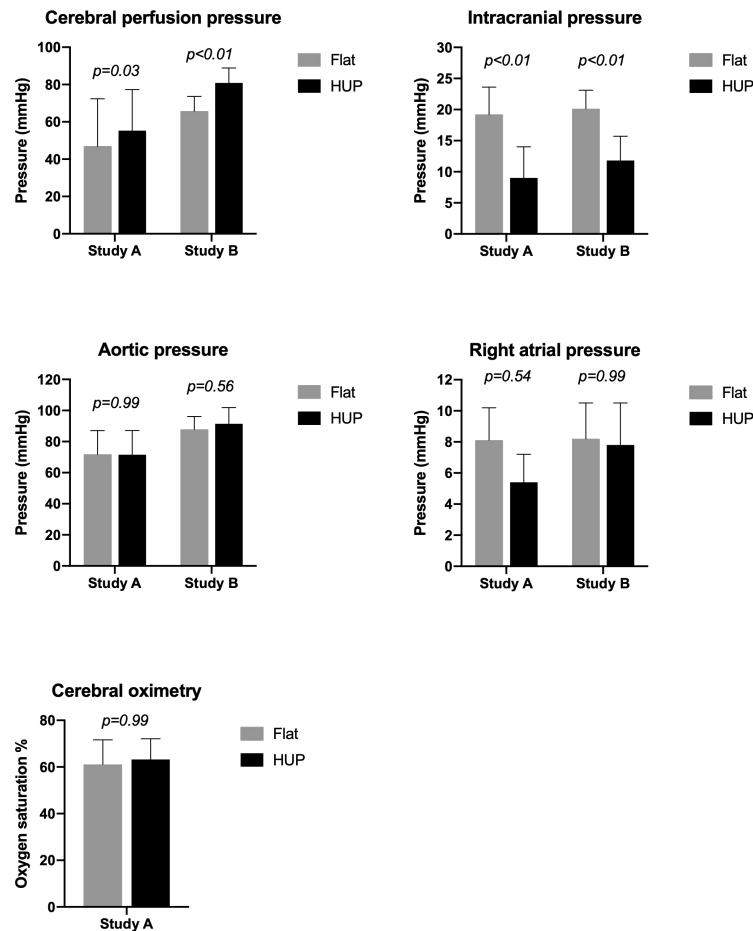 Cerebral perfusion pressure
Pressure (mmHg)
100
80
60
40
20
0
p=0.03
p<0.01
Study A
Study B
Flat
HUP
Intracranial pressure
Pressure (mmHg)
30
25
20
15
10
5
0
p<0.01
p<0.01
Study A
Study B
Flat
HUP
Aortic pressure
Pressure (mmHg)
120
100
80
60
40
20
0
p=0.99
p=0.56
Study A
Study B
Flat
HUP
Right atrial pressure
Pressure (mmHg)
12
10
8
6
4
2
0
p=0.54
p=0.99
Study A
Study B
Flat
HUP
Cerebral oximetry
Oxygen saturation %
80
60
40
20
0
p=0.99
Study A
Flat
HUP